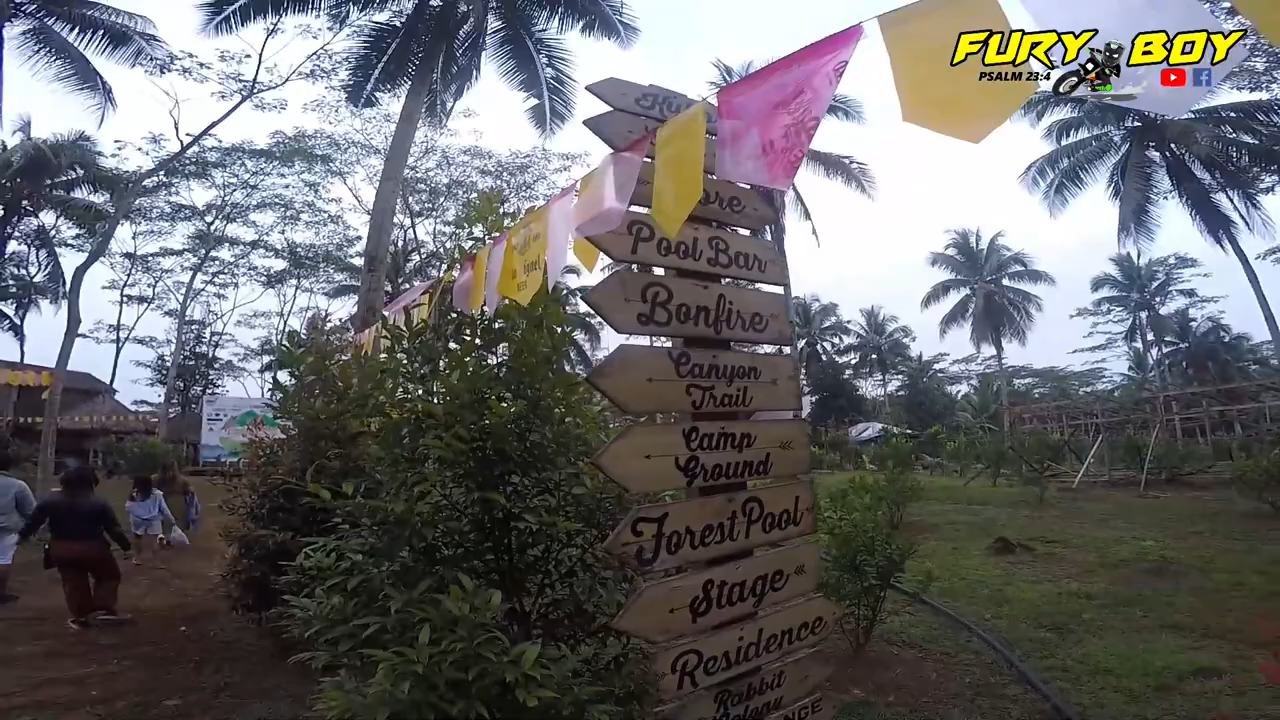 FURY BOY
PSALM 23:4
Pool Bar
Bonfire
Canyon
Trail
Camp
Ground
Forest Pool
Stage
Residence
Rabbit